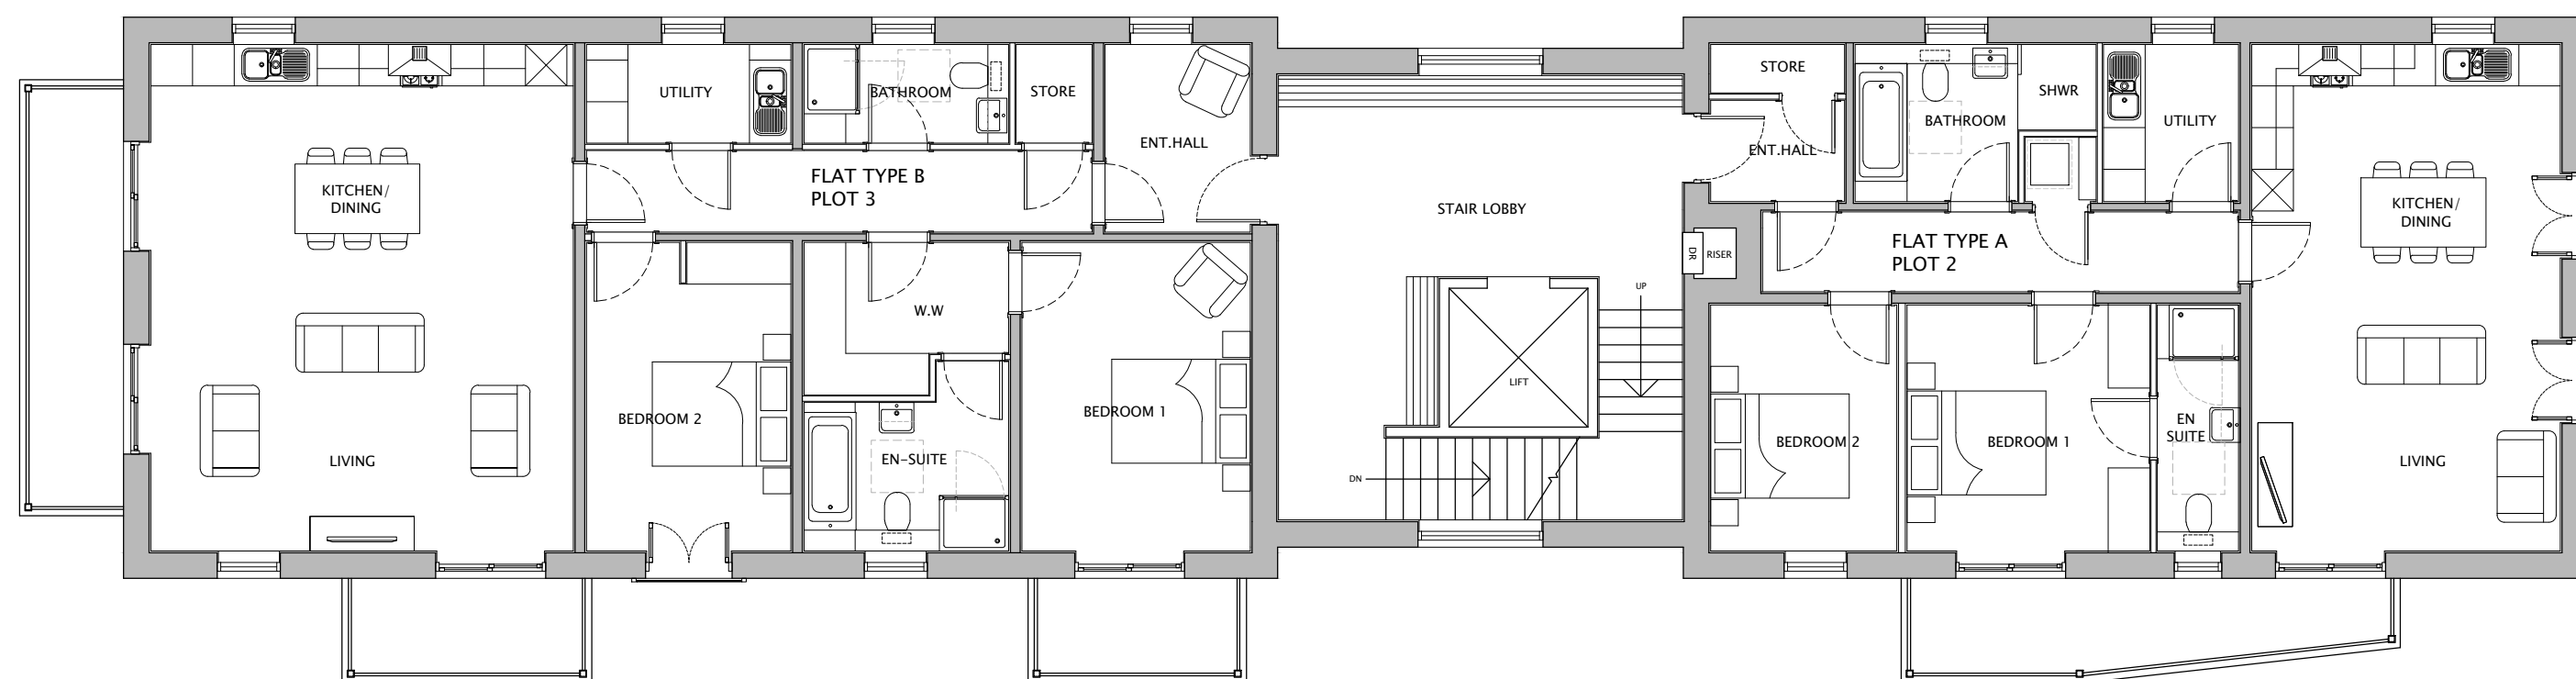 UTILITY
BATHROOM
STORE
ENT.HALL
KITCHEN/
DINING
FLAT TYPE B
PLOT 3
W.W
BEDROOM 2
BEDROOM 1
EN-SUITE
LIVING
STAIR LOBBY
LIFT
UP
DN
DR
RISER
STORE
ENT.HALL
BATHROOM
SHWR
UTILITY
FLAT TYPE A
PLOT 2
KITCHEN/
DINING
BEDROOM 2
BEDROOM 1
EN
SUITE
LIVING